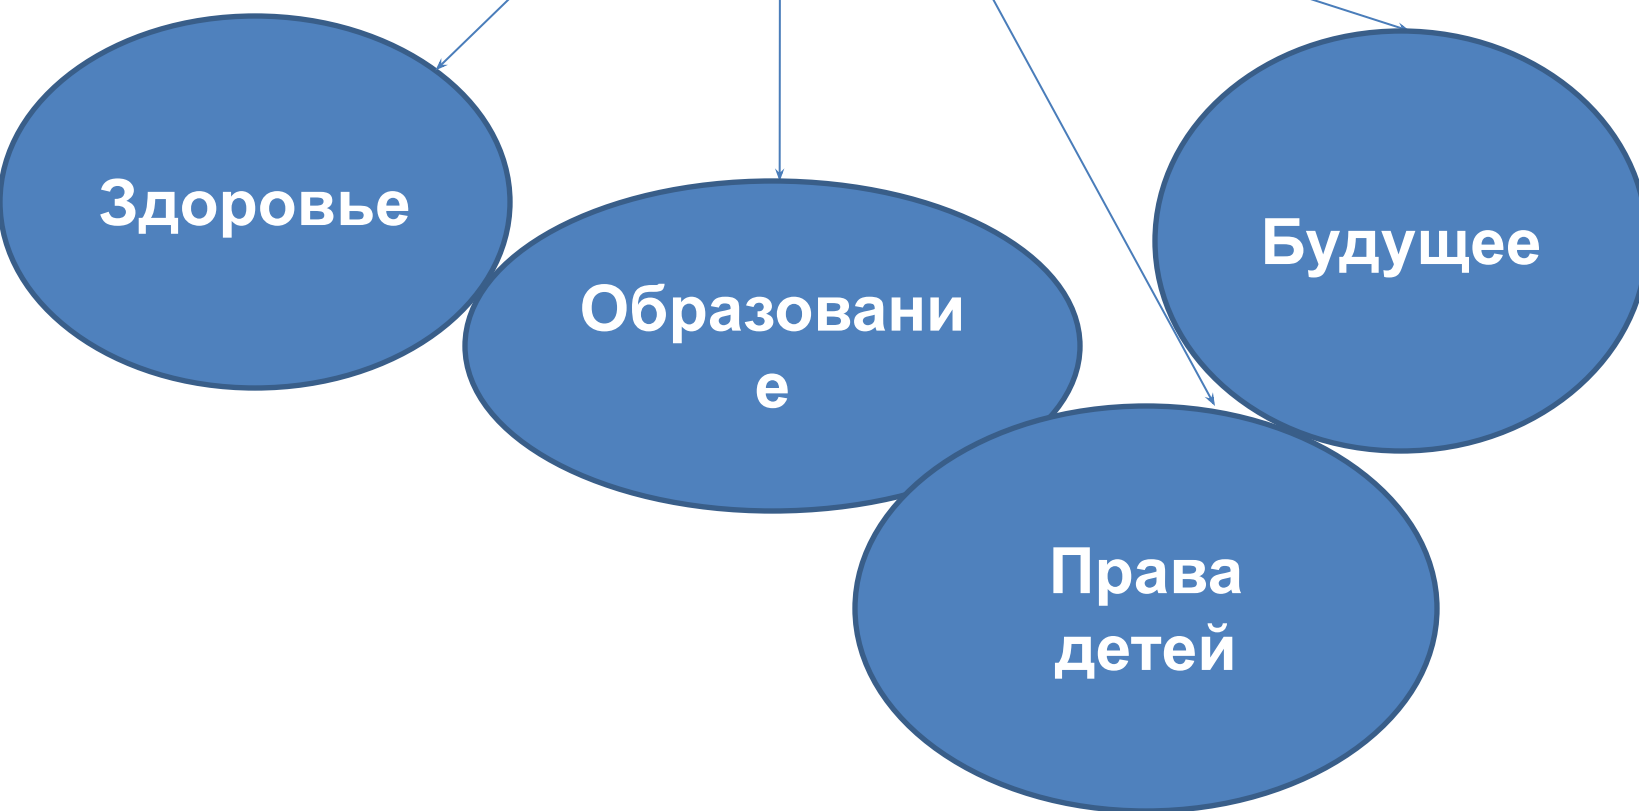 Здоровье
Образовани
е
Будущее
Права
детей